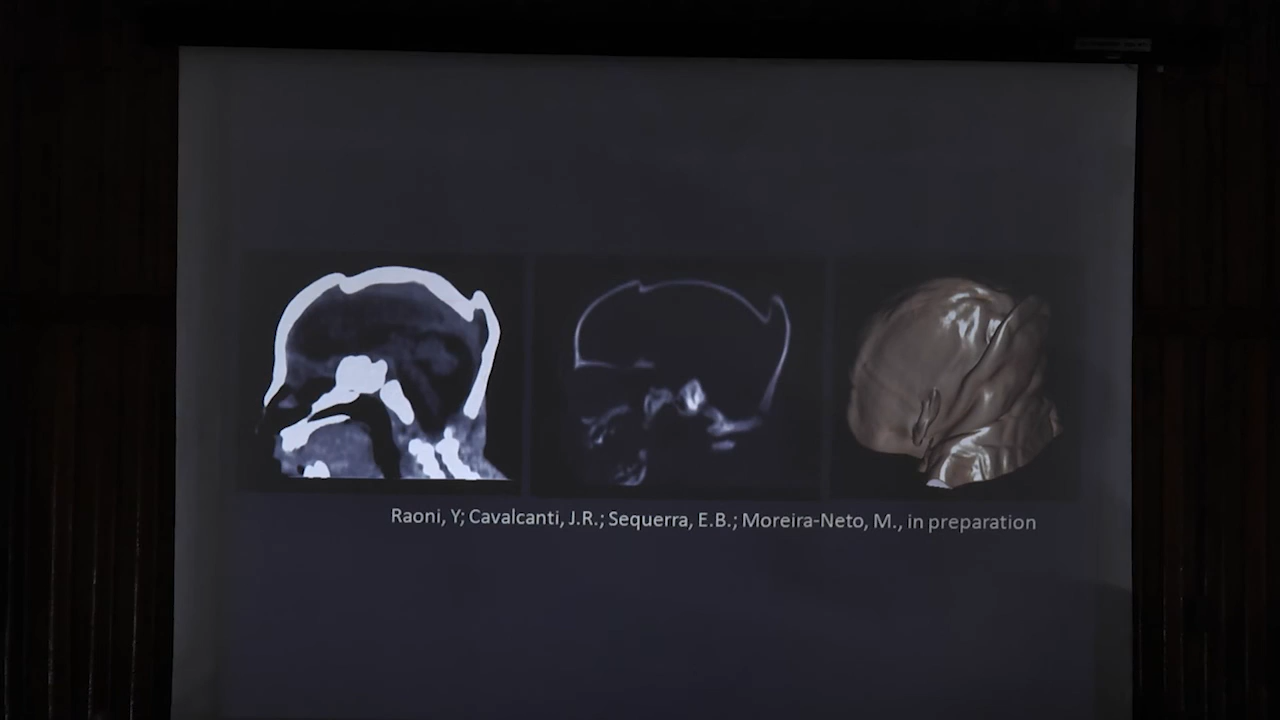 Raoni, Y; Cavalcanti, J.R.; Sequerra, E.B.; Moreira-Neto, M., in preparation